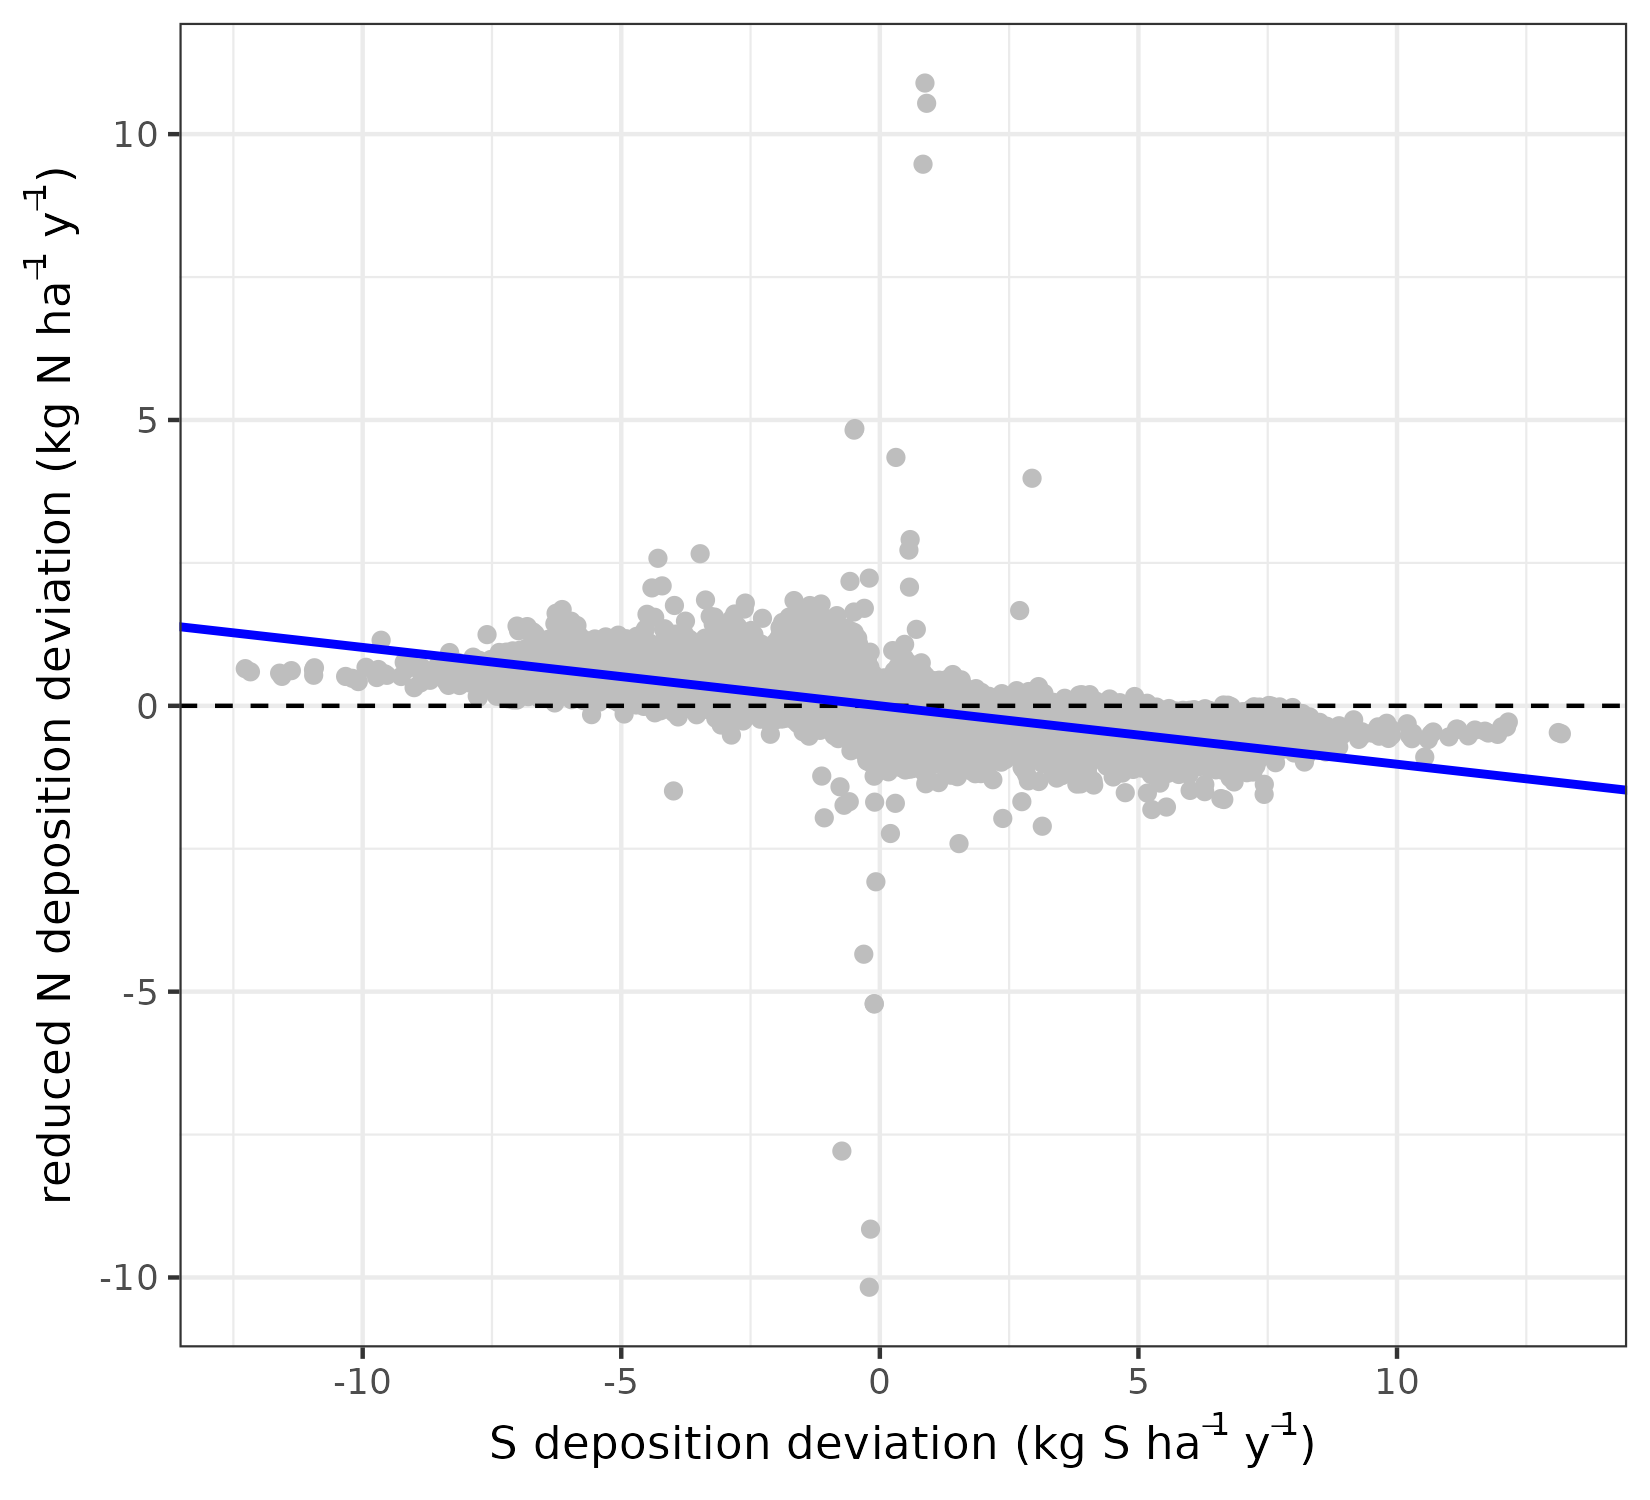 reduced N deposition deviation (kg N ha⁻¹ y⁻¹)
10
5
0
-5
-10
-10 -5 0 5 10
S deposition deviation (kg S ha⁻¹ y⁻¹)